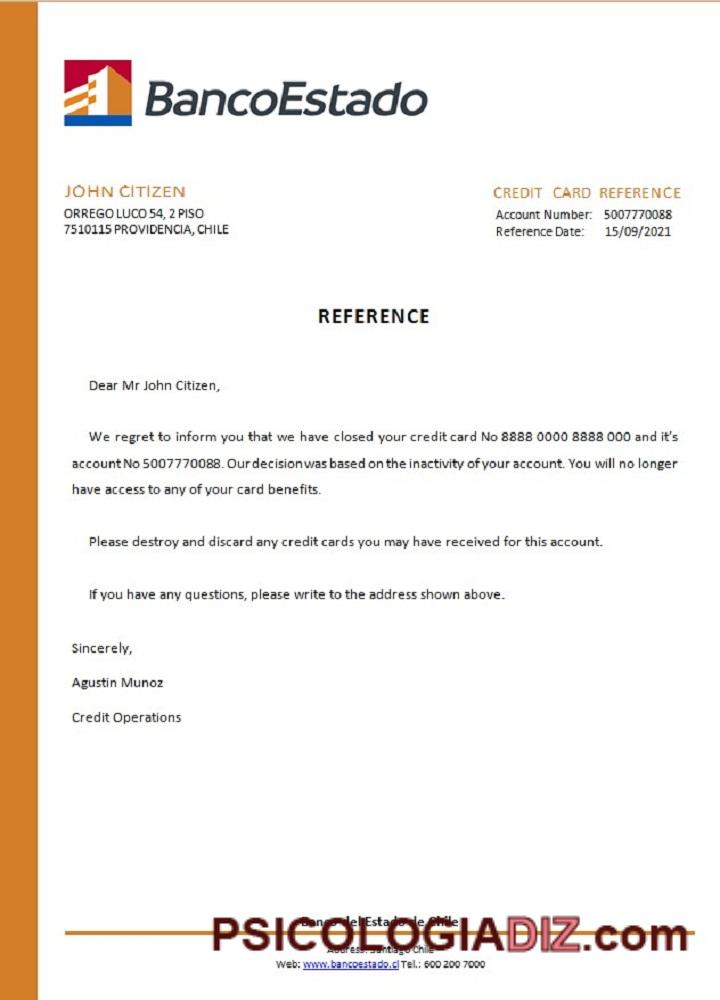 BancoEstado
JOHN CITIZEN
ORREGO LUCO 54, 2 PISO
7510115 PROVIDENCIA, CHILE
CREDIT CARD REFERENCE
Account Number: 5007770088
Reference Date: 15/09/2021
REFERENCE
Dear Mr John Citizen,
We regret to inform you that we have closed your credit card No 8888 0000 8888 000 and it's
account No 5007770088. Our decision was based on the inactivity of your account. You will no longer
have access to any of your card benefits.
Please destroy and discard any credit cards you may have received for this account.
If you have any questions, please write to the address shown above.
Sincerely,
Agustin Munoz
Credit Operations
Banco del Estado de Chile
PSICOLOGIADIZ.com
Address: Santiago Chile
Web: www.bancoestado.cl Tel.: 600 200 7000